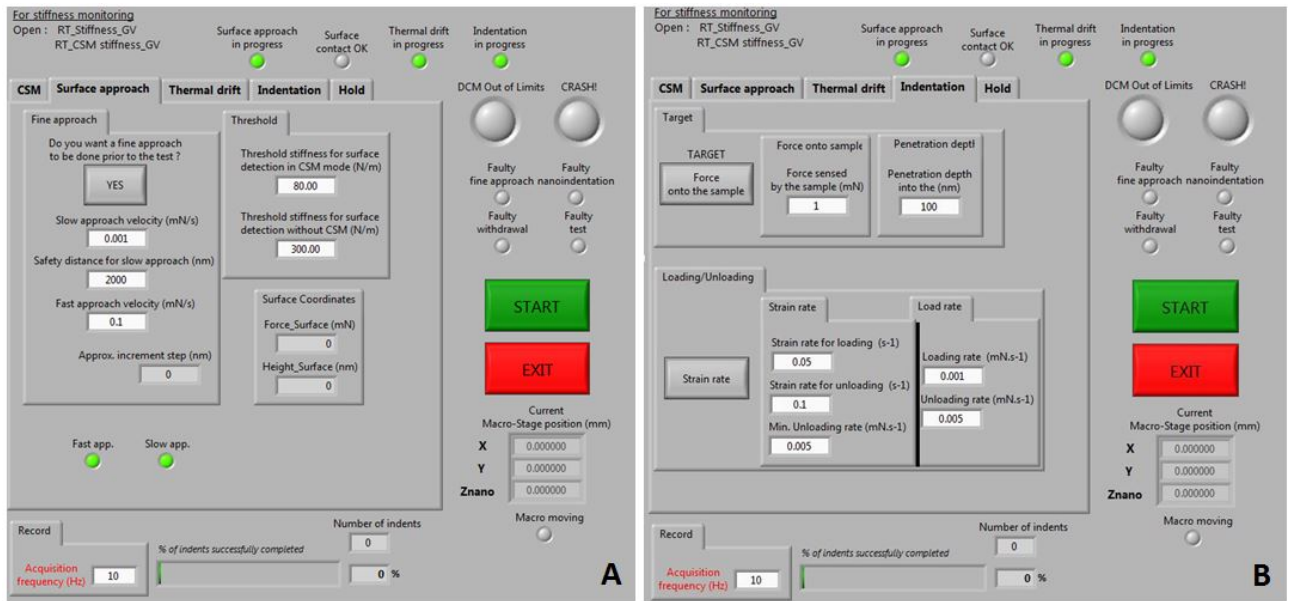 For stiffness monitoring
Open : RT_Stiffness_GV
RT_CSM stiffness_GV
Surface approach
in progress
Surface
contact OK
Thermal drift
in progress
Indentation
in progress
CSM Surface approach Thermal drift Indentation Hold
DCM Out of Limits CRASH!
Fine approach
Do you want a fine approach
to be done prior to the test ?
YES
Slow approach velocity (mN/s)
0.001
Safety distance for slow approach (nm)
2000
Fast approach velocity (mN/s)
0.1
Approx. increment step (nm)
0
Threshold
Threshold stiffness for surface
detection in CSM mode (N/m)
80.00
Threshold stiffness for surface
detection without CSM (N/m)
300.00
Surface Coordinates
Force_Surface (mN)
0
Height_Surface (nm)
0
Fast app. Slow app.
Faulty
fine approach
Faulty
nanoindentation
Faulty
withdrawal
Faulty
test
START
EXIT
Current
Macro-Stage position (mm)
X 0.000000
Y 0.000000
Znano 0.000000
Macro moving
Record
Acquisition
frequency (Hz) 10
% of indents successfully completed
Number of indents
0
0 %
A
For stiffness monitoring
Open : RT_Stiffness_GV
RT_CSM stiffness_GV
Surface approach
in progress
Surface
contact OK
Thermal drift
in progress
Indentation
in progress
CSM Surface approach Thermal drift Indentation Hold
DCM Out of Limits CRASH!
Target
TARGET
Force
onto the sample
Force onto sample
Force sensed
by the sample (mN)
1
Penetration deptl
Penetration depth
into the (nm)
100
Loading/Unloading
Strain rate
Strain rate
Strain rate for loading (s-1)
0.05
Strain rate for unloading (s-1)
0.1
Min. Unloading rate (mN.s-1)
0.005
Load rate
Loading rate (mN.s-1)
0.001
Unloading rate (mN.s-1)
0.005
Faulty
fine approach
Faulty
nanoindentation
Faulty
withdrawal
Faulty
test
START
EXIT
Current
Macro-Stage position (mm)
X 0.000000
Y 0.000000
Znano 0.000000
Macro moving
Record
Acquisition
frequency (Hz) 10
% of indents successfully completed
Number of indents
0
0 %
B